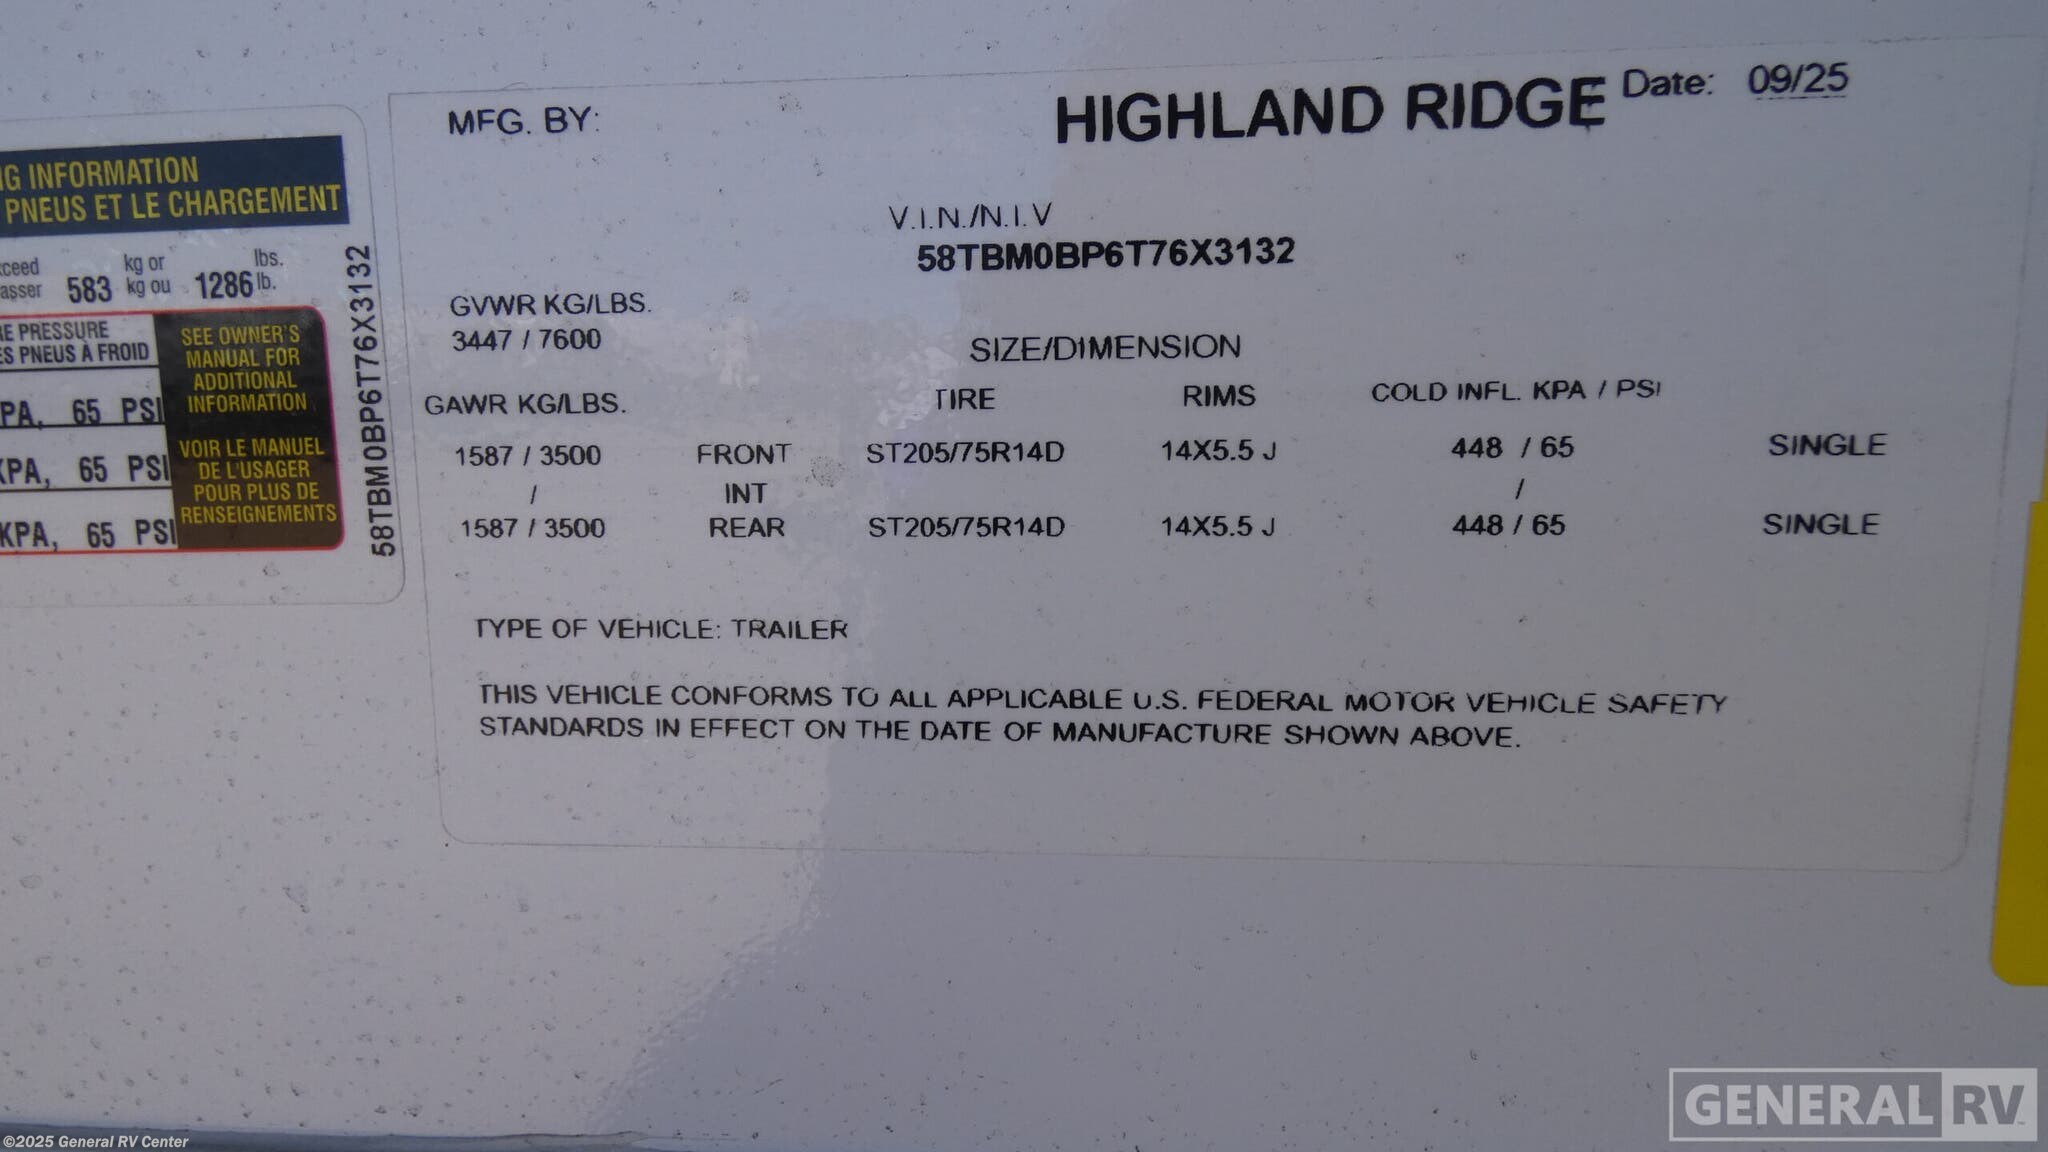 NG INFORMATION
PNEUS ET LE CHARGEMENT
xceed 583 kg or 1286 lbs.
asser kg ou lb.
RE PRESSURE
ES PNEUS À FROID
PA, 65 PSI
KPA, 65 PSI
KPA, 65 PSI
SEE OWNER'S
MANUAL FOR
ADDITIONAL
INFORMATION
VOIR LE MANUEL
DE L'USAGER
POUR PLUS DE
RENSEIGNEMENTS
58TBM0BP6T76X3132
MFG. BY: HIGHLAND RIDGE Date: 09/25
V.I.N./N.I.V
58TBM0BP6T76X3132
GVWR KG/LBS.
3447 / 7600
SIZE/DIMENSION
GAWR KG/LBS. TIRE RIMS COLD INFL. KPA / PSI
1587 / 3500 FRONT ST205/75R14D 14X5.5 J 448 / 65 SINGLE
/ INT /
1587 / 3500 REAR ST205/75R14D 14X5.5 J 448 / 65 SINGLE
TYPE OF VEHICLE: TRAILER
THIS VEHICLE CONFORMS TO ALL APPLICABLE U.S. FEDERAL MOTOR VEHICLE SAFETY
STANDARDS IN EFFECT ON THE DATE OF MANUFACTURE SHOWN ABOVE.
GENERAL RV
©2025 General RV Center